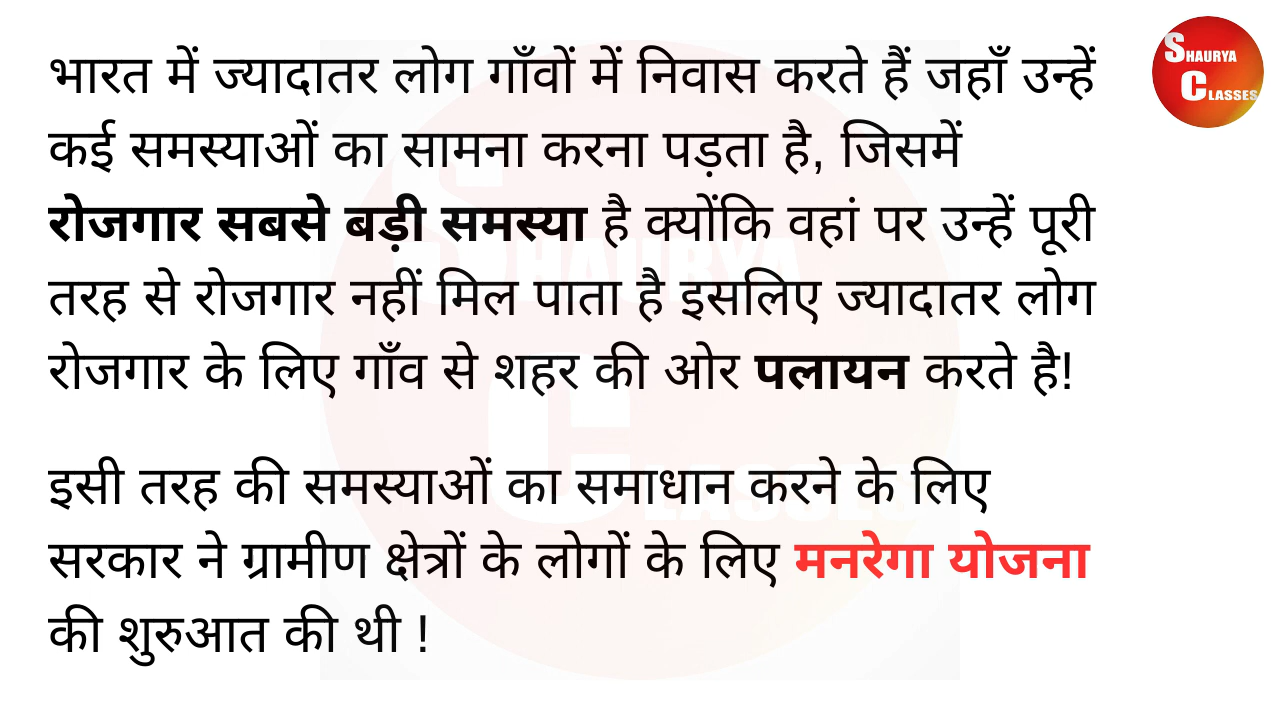 भारत में ज्यादातर लोग गाँवों में निवास करते हैं जहाँ उन्हें
कई समस्याओं का सामना करना पड़ता है, जिसमें
रोजगार सबसे बड़ी समस्या है क्योंकि वहां पर उन्हें पूरी
तरह से रोजगार नहीं मिल पाता है इसलिए ज्यादातर लोग
रोजगार के लिए गाँव से शहर की ओर पलायन करते है!
इसी तरह की समस्याओं का समाधान करने के लिए
सरकार ने ग्रामीण क्षेत्रों के लोगों के लिए मनरेगा योजना
की शुरुआत की थी !
SHAURYA
CLASSES
SHAURYA
CLASSES